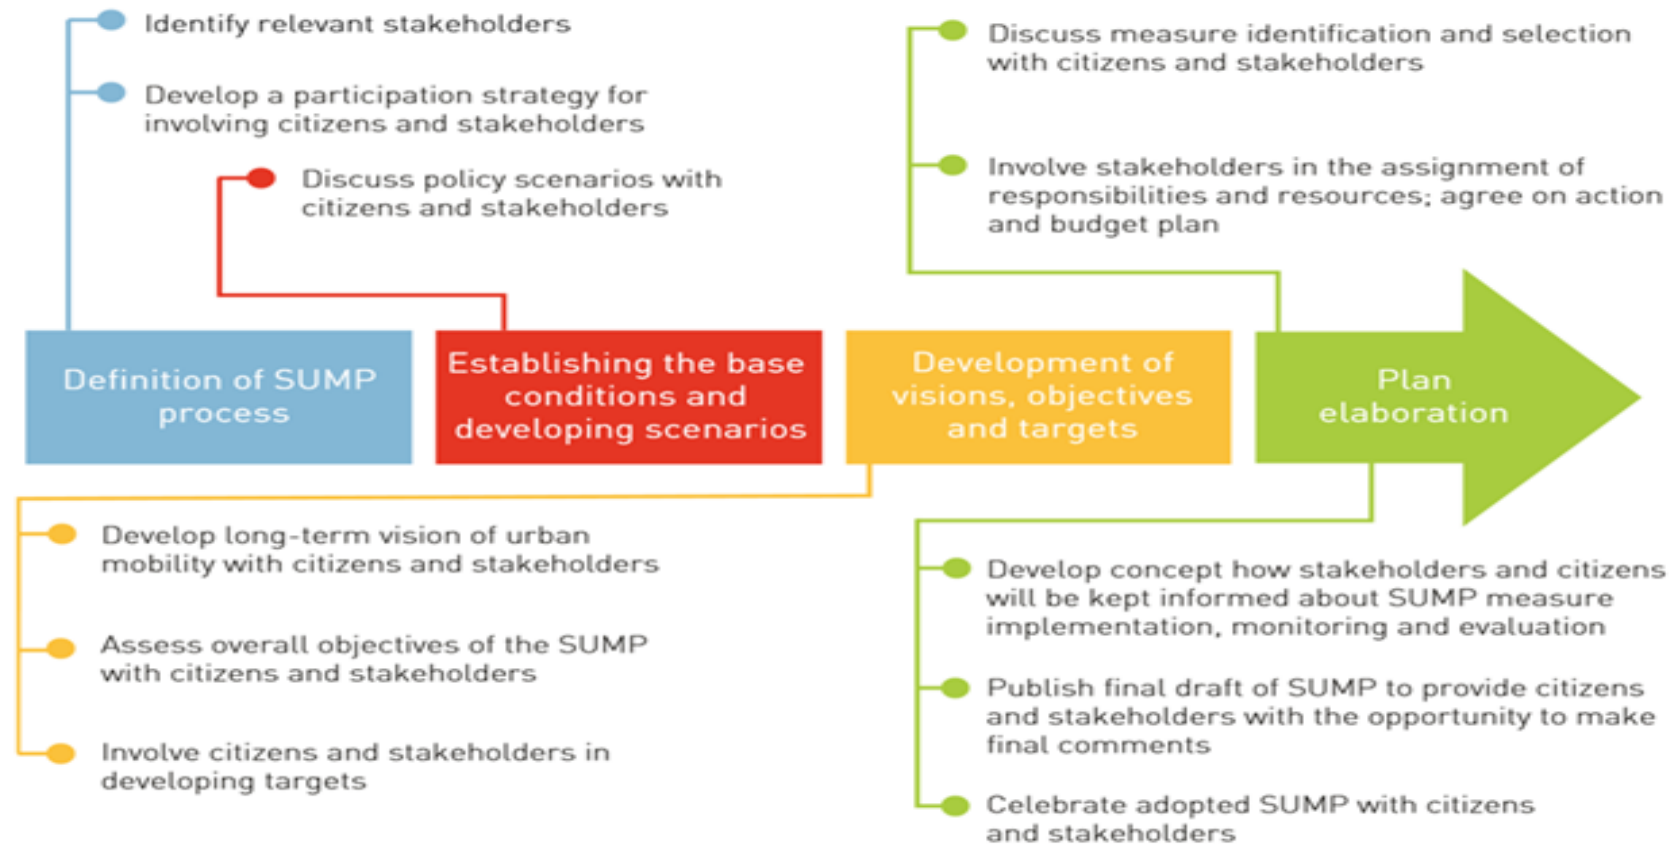 Identify relevant stakeholders
Develop a participation strategy for
involving citizens and stakeholders
Discuss policy scenarios with
citizens and stakeholders
Discuss measure identification and selection
with citizens and stakeholders
Involve stakeholders in the assignment of
responsibilities and resources; agree on action
and budget plan
Definition of SUMP
process
Establishing the base
conditions and
developing scenarios
Development of
visions, objectives
and targets
Plan
elaboration
Develop long-term vision of urban
mobility with citizens and stakeholders
Assess overall objectives of the SUMP
with citizens and stakeholders
Involve citizens and stakeholders in
developing targets
Develop concept how stakeholders and citizens
will be kept informed about SUMP measure
implementation, monitoring and evaluation
Publish final draft of SUMP to provide citizens
and stakeholders with the opportunity to make
final comments
Celebrate adopted SUMP with citizens
and stakeholders